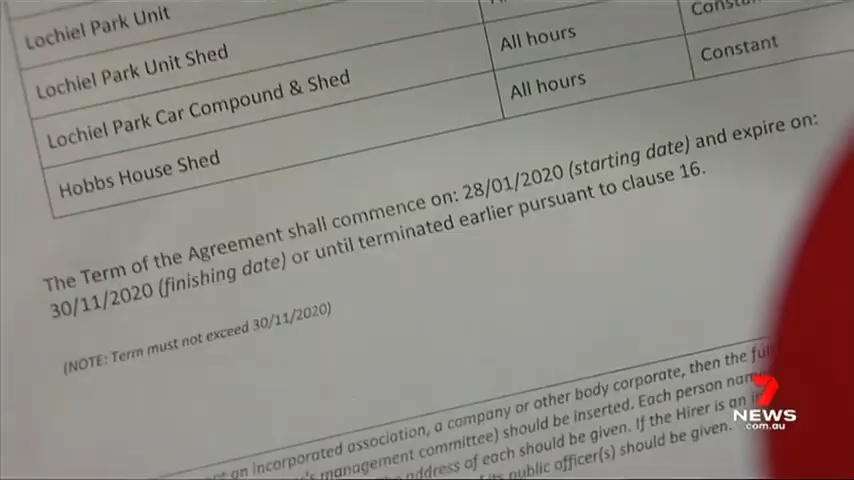 Lochiel Park Unit
Lochiel Park Unit Shed
All hours
Constant
Lochiel Park Car Compound & Shed
All hours
Hobbs House Shed
The Term of the Agreement shall commence on: 28/01/2020 (starting date) and expire on:
30/11/2020 (finishing date) or until terminated earlier pursuant to clause 16.
(NOTE: Term must not exceed 30/11/2020)
an incorporated association, a company or other body corporate, then the
management committee) should be inserted. Each person
address of each should be given. If the Hirer is an
its public officer(s) should be given.
7
NEWS
.com.au